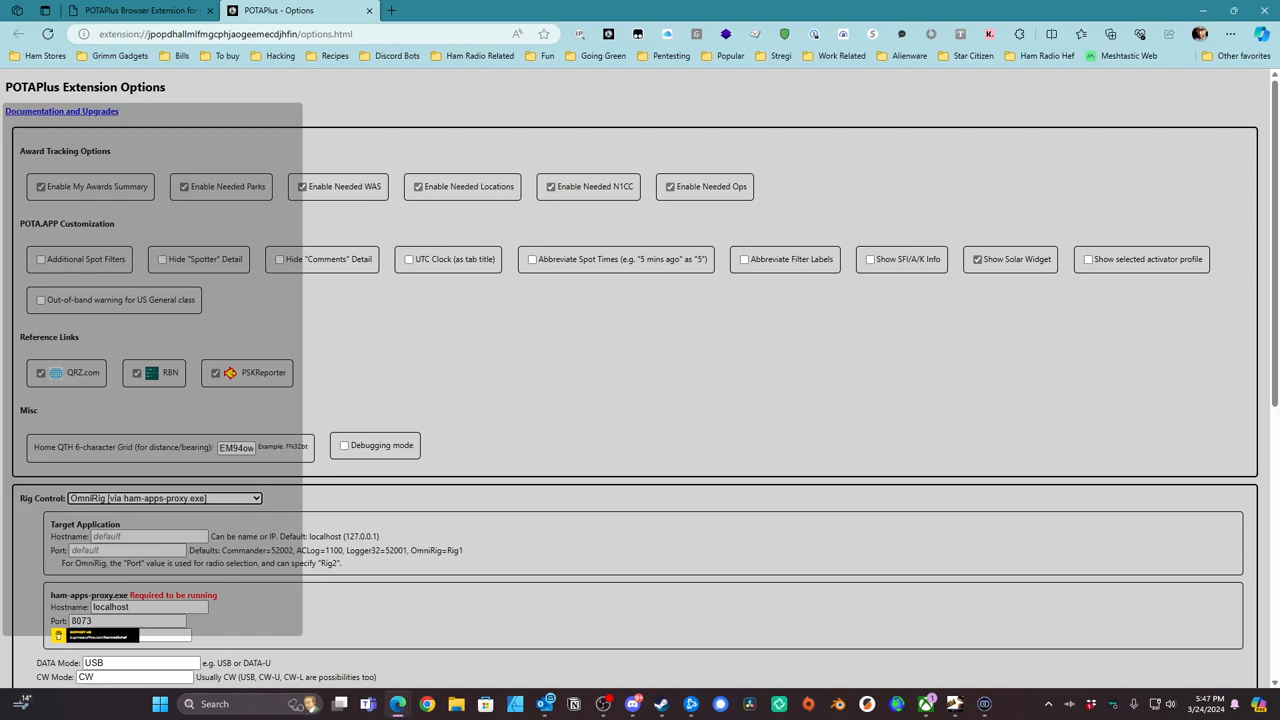 POTAPlus Browser Extension for
POTAPlus - Options
extension://jpopdhallmlfmgcphjaogeemecdjhfin/options.html
Ham Stores
Grimm Gadgets
Bills
To buy
Hacking
Recipes
Discord Bots
Ham Radio Related
Fun
Going Green
Pentesting
Popular
Stregi
Work Related
Alienware
Star Citizen
Ham Radio Hef
Meshtastic Web
Other favorites
POTAPlus Extension Options
Documentation and Upgrades
Award Tracking Options
Enable My Awards Summary
Enable Needed Parks
Enable Needed WAS
Enable Needed Locations
Enable Needed N1CC
Enable Needed Ops
POTA.APP Customization
Additional Spot Filters
Hide "Spotter" Detail
Hide "Comments" Detail
UTC Clock (as tab title)
Abbreviate Spot Times (e.g. "5 mins ago" as "5")
Abbreviate Filter Labels
Show SFI/A/K Info
Show Solar Widget
Show selected activator profile
Out-of-band warning for US General class
Reference Links
QRZ.com
RBN
PSKReporter
Misc
Home QTH 6-character Grid (for distance/bearing): EM94ow Example: FN32bt
Debugging mode
Rig Control: OmniRig [via ham-apps-proxy.exe]
Target Application
Hostname: default Can be name or IP. Default: localhost (127.0.0.1)
Port: default Defaults: Commander=52002, ACLog=1100, Logger32=52001, OmniRig=Rig1
For OmniRig, the "Port" value is used for radio selection, and can specify "Rig2".
ham-apps-proxy.exe Required to be running
Hostname: localhost
Port: 8073
SUPPORT ME
DATA Mode: USB e.g. USB or DATA-U
CW Mode: CW Usually CW (USB, CW-U, CW-L are possibilities too)
14°
Search
5:47 PM
3/24/2024